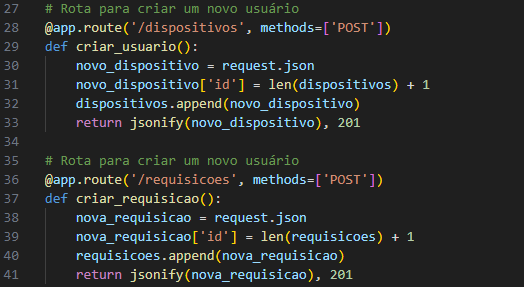 27 # Rota para criar um novo usuário
28 @app.route('/dispositivos', methods=['POST'])
29 def criar_usuario():
30     novo_dispositivo = request.json
31     novo_dispositivo['id'] = len(dispositivos) + 1
32     dispositivos.append(novo_dispositivo)
33     return jsonify(novo_dispositivo), 201
34
35 # Rota para criar um novo usuário
36 @app.route('/requisicoes', methods=['POST'])
37 def criar_requisicao():
38     nova_requisicao = request.json
39     nova_requisicao['id'] = len(requisicoes) + 1
40     requisicoes.append(nova_requisicao)
41     return jsonify(nova_requisicao), 201